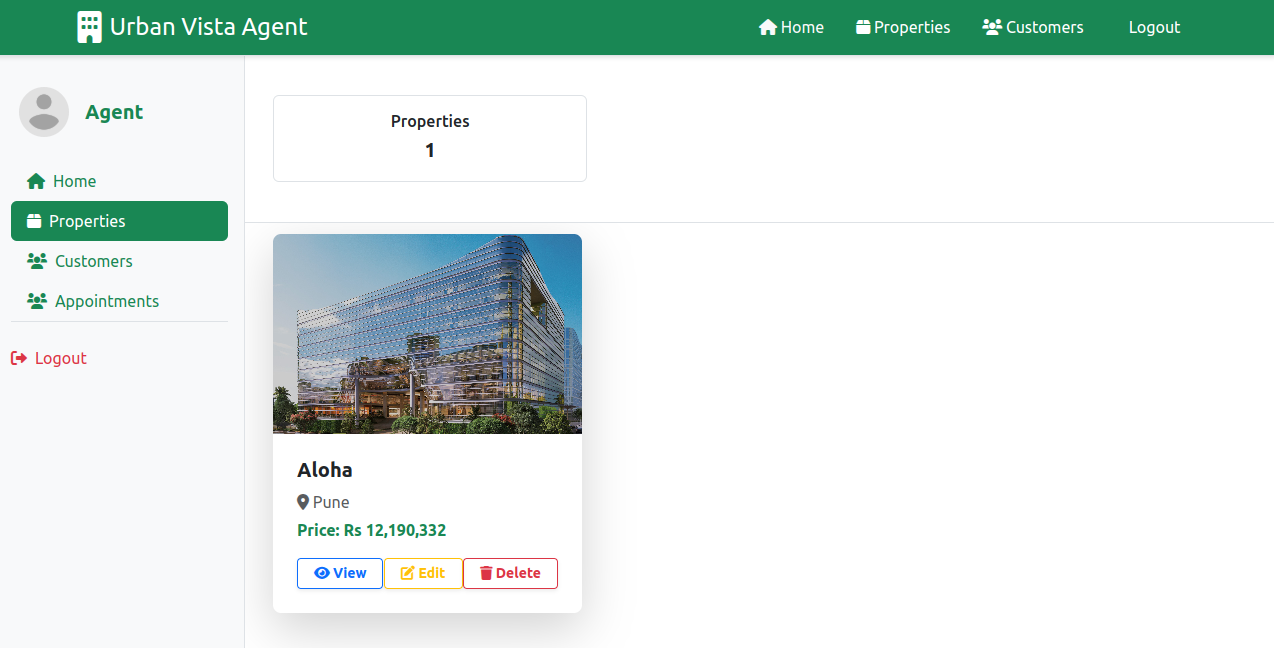 Urban Vista Agent
Home Properties Customers Logout
Agent
Home
Properties
Customers
Appointments
Logout
Properties
1
Aloha
Pune
Price: Rs 12,190,332
View Edit Delete